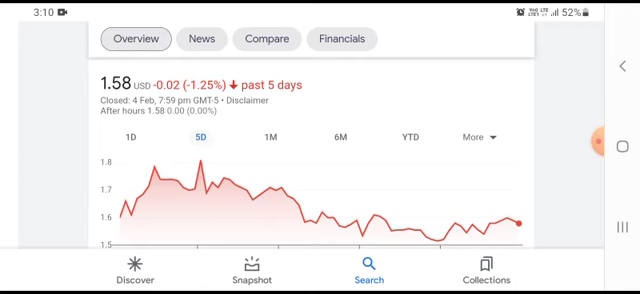 3:10 52%
Overview News Compare Financials
1.58 USD -0.02 (-1.25%) past 5 days
Closed: 4 Feb, 7:59 pm GMT-5 • Disclaimer
After hours 1.58 0.00 (0.00%)
1D 5D 1M 6M YTD More
1.8
1.7
1.6
1.5
Discover Snapshot Search Collections